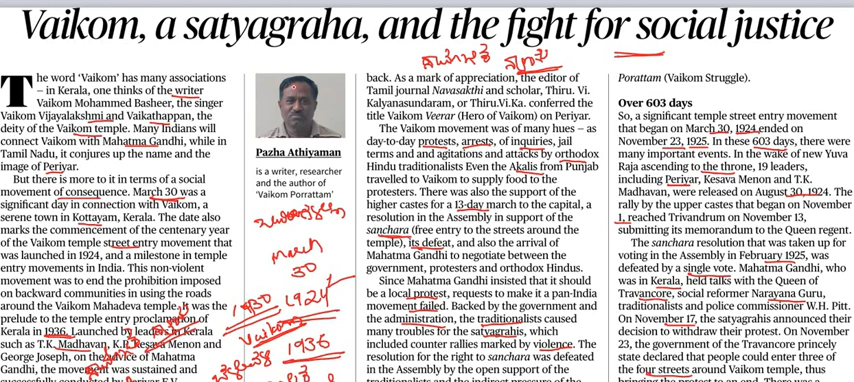 Vaikom, a satyagraha, and the fight for social justice
The word ‘Vaikom’ has many associations
– in Kerala, one thinks of the writer
Vaikom Mohammed Basheer, the singer
Vaikom Vijayalakshmi and Vaikathappan, the
deity of the Vaikom temple. Many Indians will
connect Vaikom with Mahatma Gandhi, while in
Tamil Nadu, it conjures up the name and the
image of Periyar.
But there is more to it in terms of a social
movement of consequence. March 30 was a
significant day in connection with Vaikom, a
serene town in Kottayam, Kerala. The date also
marks the commencement of the centenary year
of the Vaikom temple street entry movement that
was launched in 1924, and a milestone in temple
entry movements in India. This non-violent
movement was to end the prohibition imposed
on backward communities in using the roads
around the Vaikom Mahadeva temple. It was the
prelude to the temple entry proclamation of
Kerala in 1936. Launched by leaders in Kerala
such as T.K. Madhavan, K.P. Kesava Menon and
George Joseph, on the advice of Mahatma
Gandhi, the movement was sustained and
successfully conducted by Periyar E.V.
Pazha Athiyaman
is a writer, researcher
and the author of
‘Vaikom Porrattam’
March
30
1930 1924
Vaikom
1936
back. As a mark of appreciation, the editor of
Tamil journal Navasakthi and scholar, Thiru. Vi.
Kalyanasundaram, or Thiru.Vi.Ka. conferred the
title Vaikom Veerar (Hero of Vaikom) on Periyar.
The Vaikom movement was of many hues – as
day-to-day protests, arrests, of inquiries, jail
terms and and agitations and attacks by orthodox
Hindu traditionalists Even the Akalis from Punjab
travelled to Vaikom to supply food to the
protesters. There was also the support of the
higher castes for a 13-day march to the capital, a
resolution in the Assembly in support of the
sanchara (free entry to the streets around the
temple), its defeat, and also the arrival of
Mahatma Gandhi to negotiate between the
government, protesters and orthodox Hindus.
Since Mahatma Gandhi insisted that it should
be a local protest, requests to make it a pan-India
movement failed. Backed by the government and
the administration, the traditionalists caused
many troubles for the satyagrahis, which
included counter rallies marked by violence. The
resolution for the right to sanchara was defeated
in the Assembly by the open support of the
traditionalists and the indirect pressure of the
Porattam (Vaikom Struggle).
Over 603 days
So, a significant temple street entry movement
that began on March 30, 1924 ended on
November 23, 1925. In these 603 days, there were
many important events. In the wake of new Yuva
Raja ascending to the throne, 19 leaders,
including Periyar, Kesava Menon and T.K.
Madhavan, were released on August 30, 1924. The
rally by the upper castes that began on November
1, reached Trivandrum on November 13,
submitting its memorandum to the Queen regent.
The sanchara resolution that was taken up for
voting in the Assembly in February 1925, was
defeated by a single vote. Mahatma Gandhi, who
was in Kerala, held talks with the Queen of
Travancore, social reformer Narayana Guru,
traditionalists and police commissioner W.H. Pitt.
On November 17, the satyagrahis announced their
decision to withdraw their protest. On November
23, the government of the Travancore princely
state declared that people could enter three of
the four streets around Vaikom temple, thus